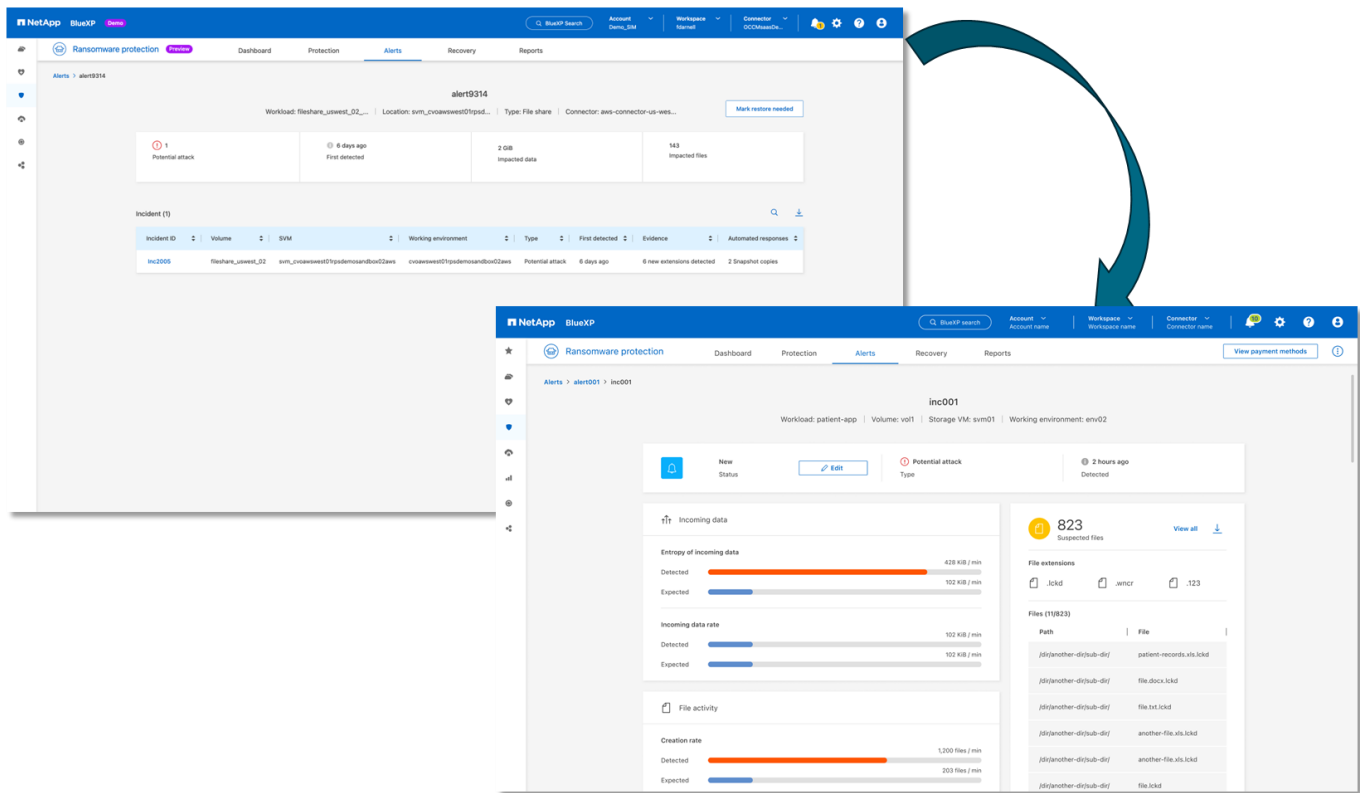 NetApp BlueXP Demo
BlueXP Search
Account
Demo_SIM
Workspace
fdarnell
Connector
OCCMsaasDe...
1
Ransomware protection Preview
Dashboard Protection Alerts Recovery Reports
Alerts > alert9314
alert9314
Workload: fileshare_uswest_02_... | Location: svm_cvoawswest01rpsd... | Type: File share | Connector: aws-connector-us-wes...
Mark restore needed
1
Potential attack
6 days ago
First detected
2 GiB
Impacted data
143
Impacted files
Incident (1)
Incident ID Volume SVM Working environment Type First detected Evidence Automated responses
Inc2005 fileshare_uswest_02 svm_cvoawswest01rpsdemosandbox02aws cvoawswest01rpsdemosandbox02aws Potential attack 6 days ago 6 new extensions detected 2 Snapshot copies
NetApp BlueXP
BlueXP search
Account
Account name
Workspace
Workspace name
Connector
Connector name
10
Ransomware protection
Dashboard Protection Alerts Recovery Reports
View payment methods
Alerts > alert001 > inc001
inc001
Workload: patient-app | Volume: vol1 | Storage VM: svm01 | Working environment: env02
New
Status
Edit
Potential attack
Type
2 hours ago
Detected
Incoming data
Entropy of incoming data
428 KiB / min
Detected
102 KiB / min
Expected
Incoming data rate
102 KiB / min
Detected
102 KiB / min
Expected
File activity
Creation rate
1,200 files / min
Detected
203 files / min
Expected
823
Suspected files
View all
File extensions
.lckd .wncr .123
Files (11/823)
Path File
/dir/another-dir/sub-dir/ patient-records.xls.lckd
/dir/another-dir/sub-dir/ file.docx.lckd
/dir/another-dir/sub-dir/ file.txt.lckd
/dir/another-dir/sub-dir/ another-file.xls.lckd
/dir/another-dir/sub-dir/ another-file.xls.lckd
/dir/another-dir/sub-dir/ file.lckd